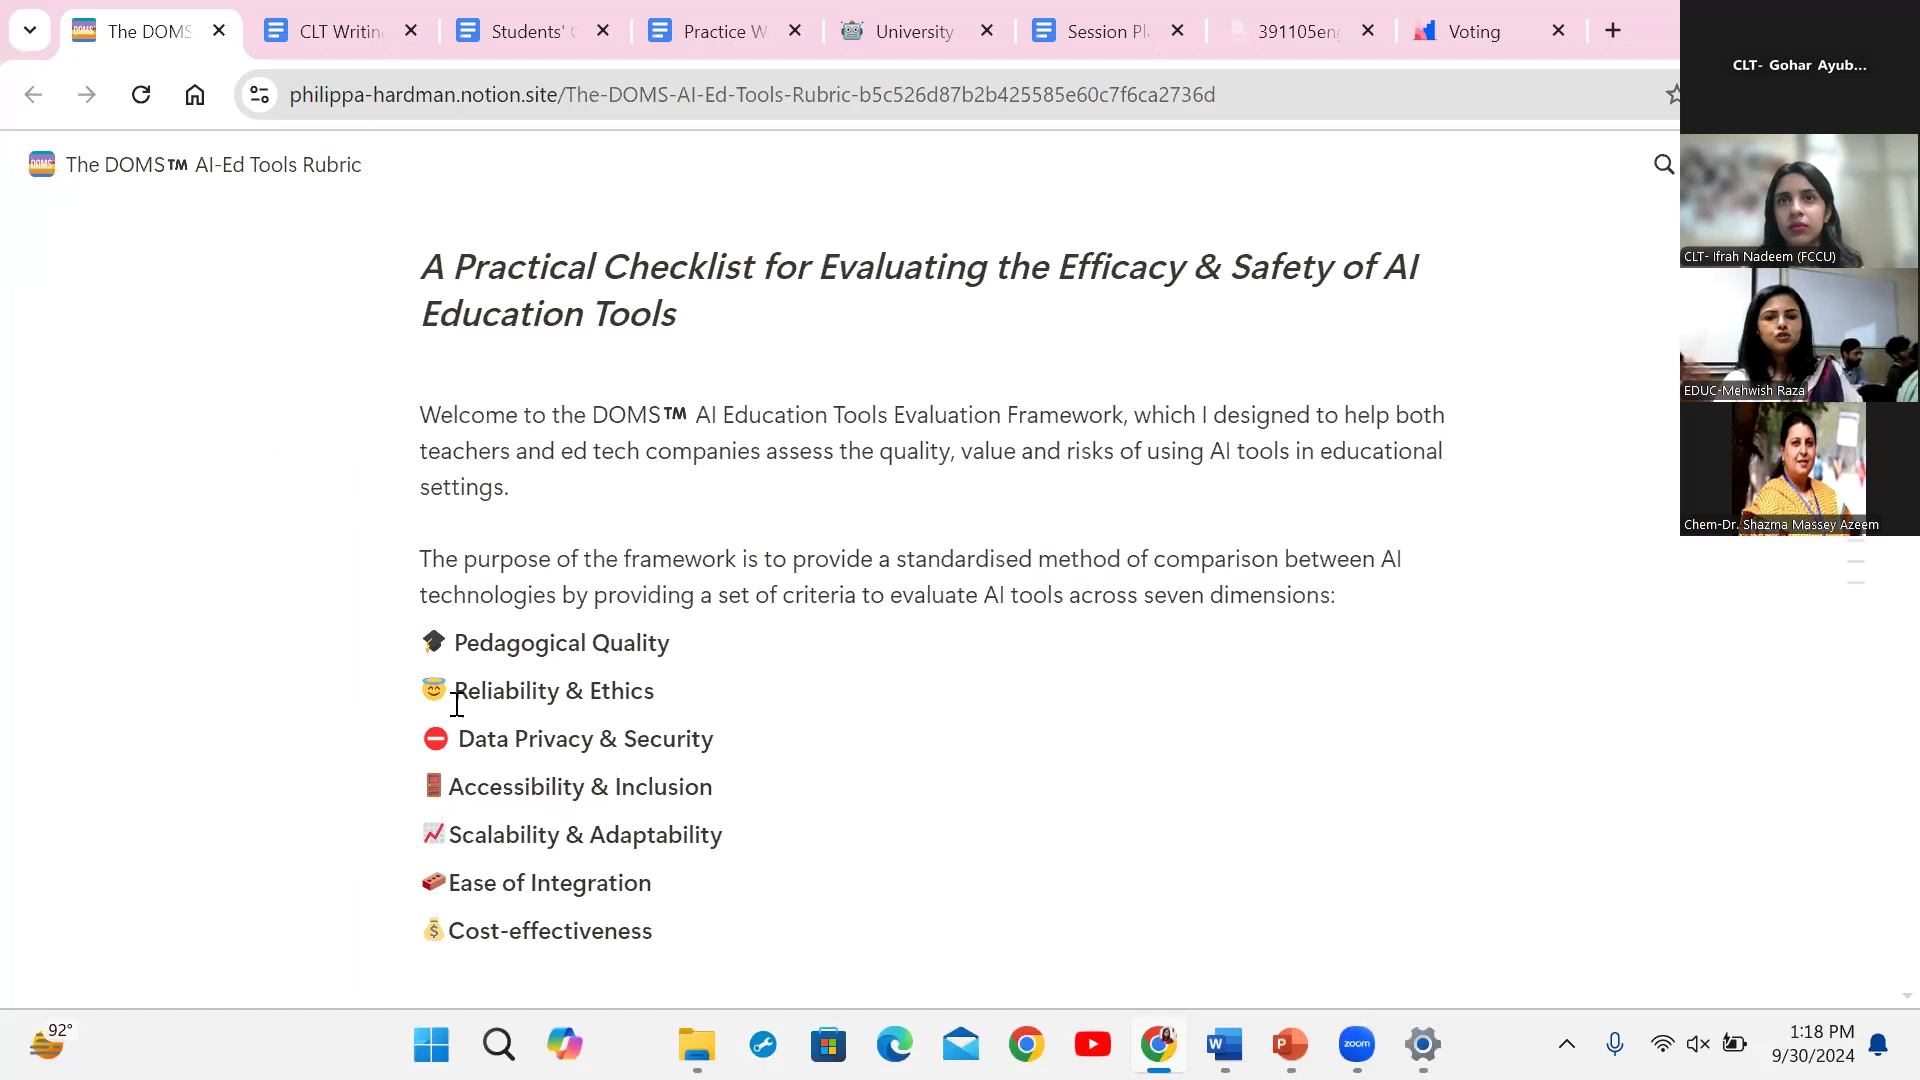 The DOMS
CLT Writin
Students'
Practice W
University
Session Pl
391105en
Voting
philippa-hardman.notion.site/The-DOMS-AI-Ed-Tools-Rubric-b5c526d87b2b425585e60c7f6ca2736d
DOMS The DOMS™ AI-Ed Tools Rubric
A Practical Checklist for Evaluating the Efficacy & Safety of AI
Education Tools
Welcome to the DOMS™ AI Education Tools Evaluation Framework, which I designed to help both
teachers and ed tech companies assess the quality, value and risks of using AI tools in educational
settings.
The purpose of the framework is to provide a standardised method of comparison between AI
technologies by providing a set of criteria to evaluate AI tools across seven dimensions:
🎓 Pedagogical Quality
😇 Reliability & Ethics
⛔ Data Privacy & Security
🚪Accessibility & Inclusion
📈Scalability & Adaptability
🧱Ease of Integration
💰Cost-effectiveness
CLT- Gohar Ayub...
CLT- Ifrah Nadeem (FCCU)
EDUC-Mehwish Raza
Chem-Dr. Shazma Massey Azeem
92°
W
P
zoom
1:18 PM
9/30/2024